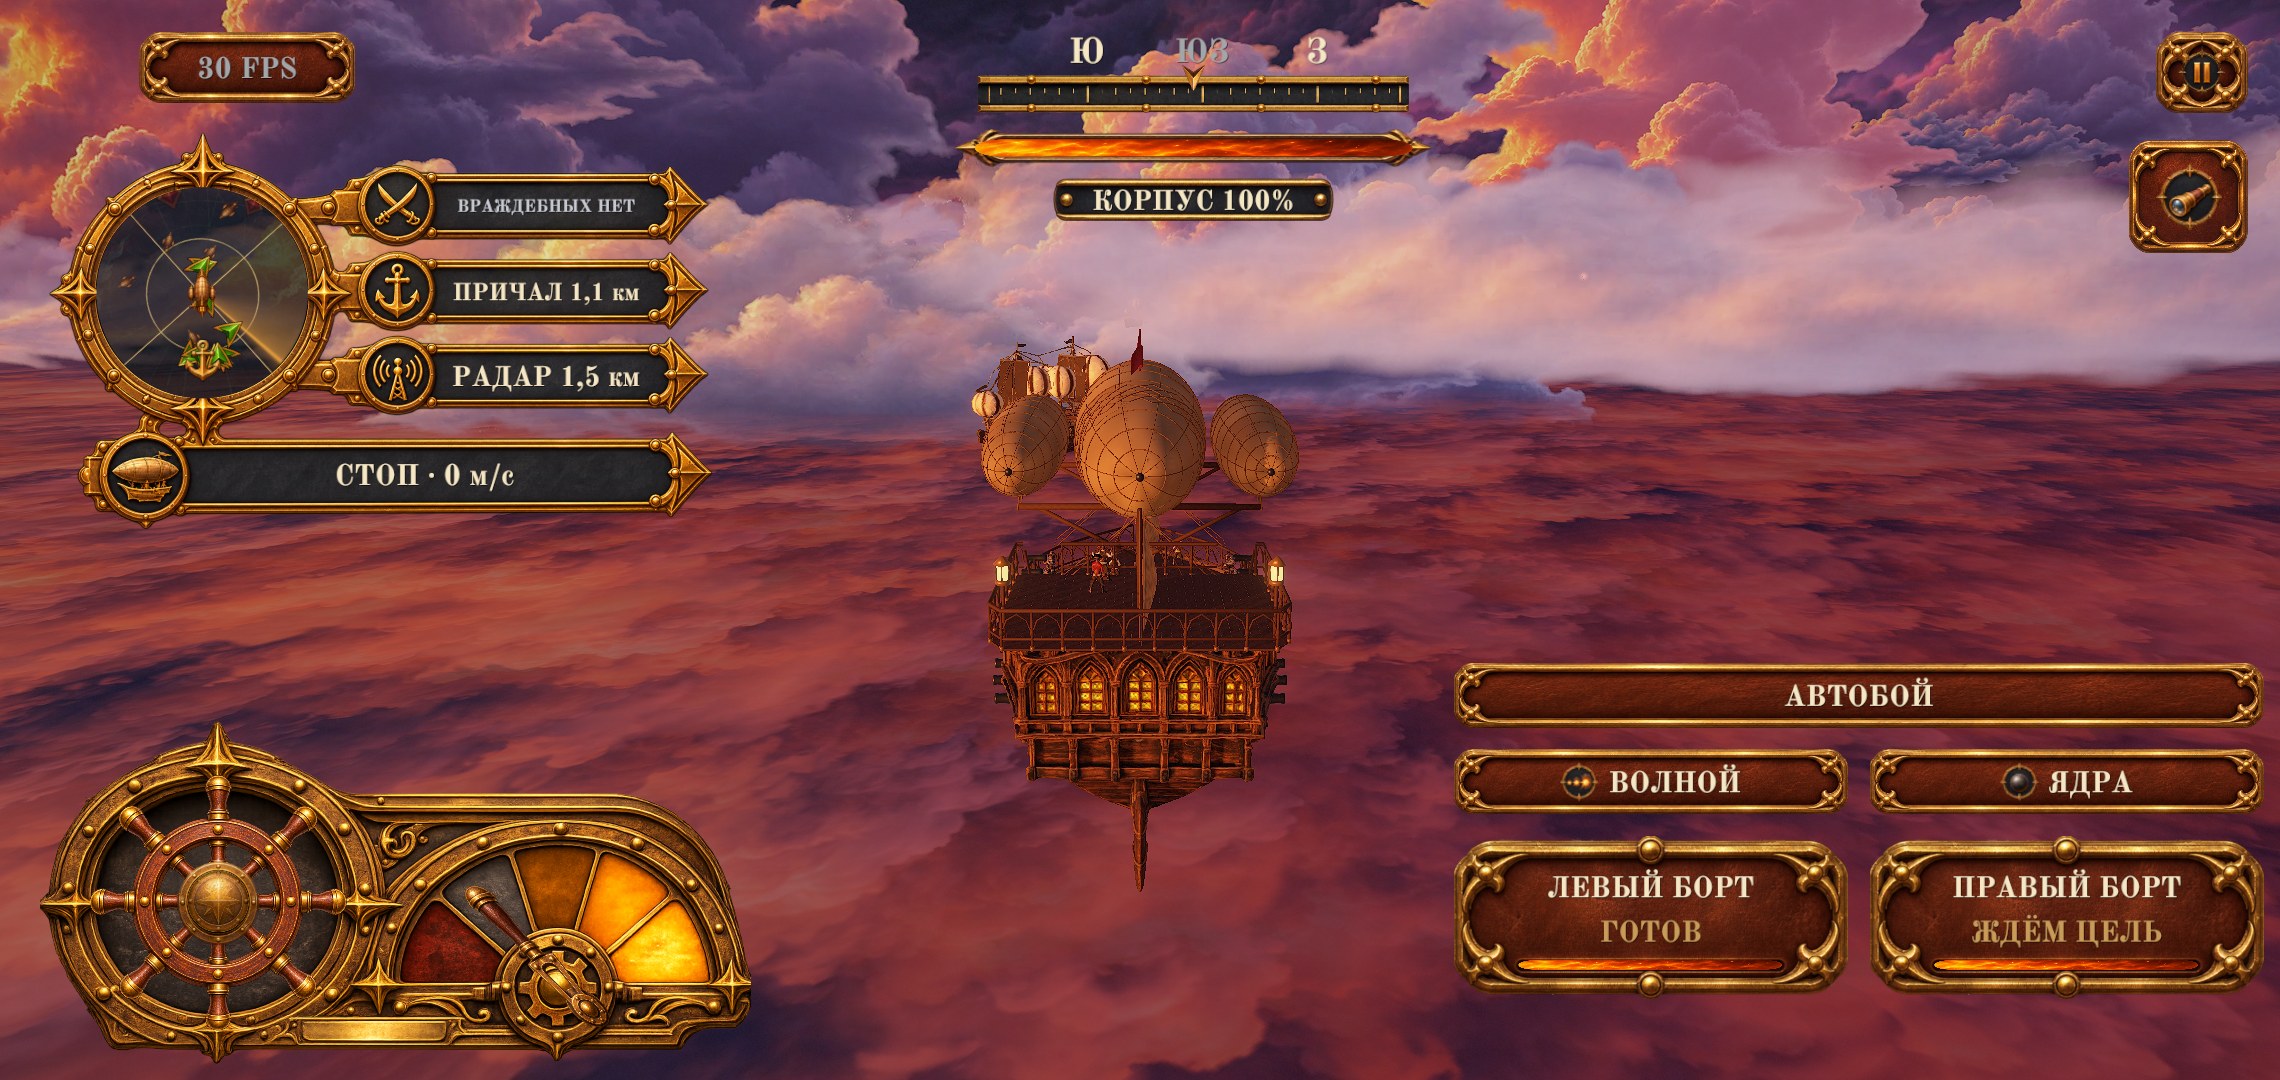 30 FPS
Ю ЮЗ З
КОРПУС 100%
ВРАЖДЕБНЫХ НЕТ
ПРИЧАЛ 1,1 км
РАДАР 1,5 км
СТОП · 0 м/с
АВТОБОЙ
ВОЛНОЙ
ЯДРА
ЛЕВЫЙ БОРТ
ГОТОВ
ПРАВЫЙ БОРТ
ЖДЁМ ЦЕЛЬ